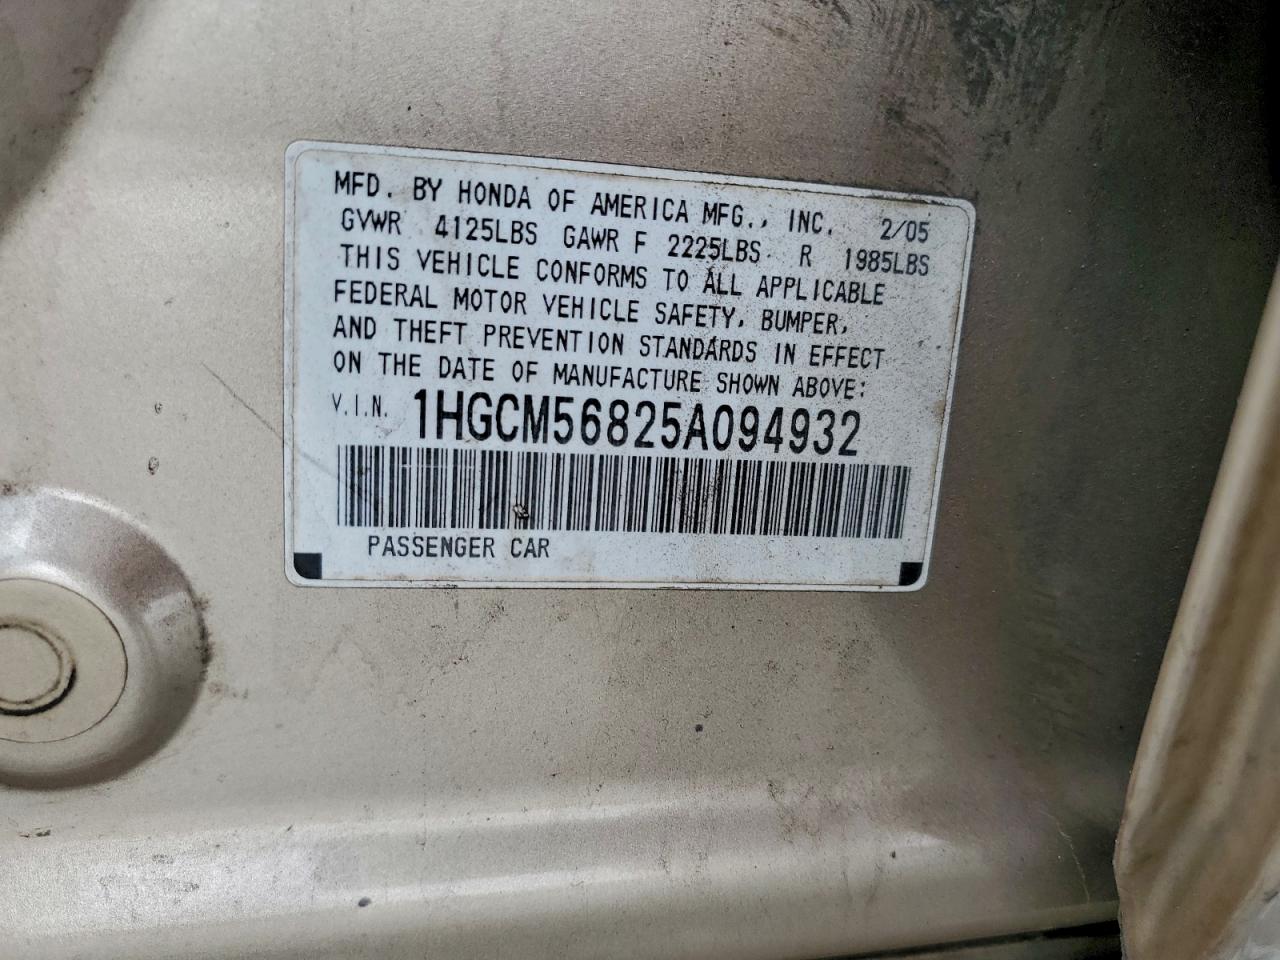 MFD. BY HONDA OF AMERICA MFG., INC. 2/05
GVWR 4125LBS GAWR F 2225LBS R 1985LBS
THIS VEHICLE CONFORMS TO ALL APPLICABLE
FEDERAL MOTOR VEHICLE SAFETY, BUMPER,
AND THEFT PREVENTION STANDARDS IN EFFECT
ON THE DATE OF MANUFACTURE SHOWN ABOVE:
V.I.N. 1HGCM56825A094932
PASSENGER CAR